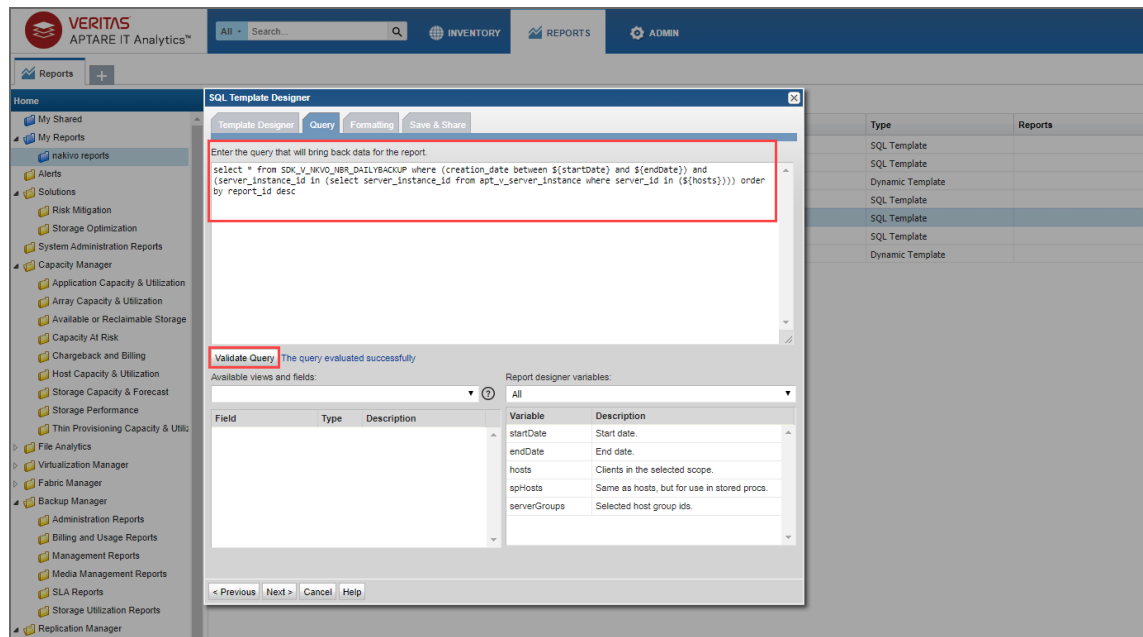 VERITAS
APTARE IT Analytics™
All
Search...
INVENTORY
REPORTS
ADMIN
Reports
+
Home
My Shared
My Reports
nakivo reports
Alerts
Solutions
Risk Mitigation
Storage Optimization
System Administration Reports
Capacity Manager
Application Capacity & Utilization
Array Capacity & Utilization
Available or Reclaimable Storage
Capacity At Risk
Chargeback and Billing
Host Capacity & Utilization
Storage Capacity & Forecast
Storage Performance
Thin Provisioning Capacity & Utiliz
File Analytics
Virtualization Manager
Fabric Manager
Backup Manager
Administration Reports
Billing and Usage Reports
Management Reports
Media Management Reports
SLA Reports
Storage Utilization Reports
Replication Manager
SQL Template Designer
Template Designer
Query
Formatting
Save & Share
Enter the query that will bring back data for the report.
select * from SDK_V_NKVO_NBR_DAILYBACKUP where (creation_date between ${startDate} and ${endDate}) and
(server_instance_id in (select server_instance_id from apt_v_server_instance where server_id in (${hosts}))) order
by report_id desc
Validate Query
The query evaluated successfully
Available views and fields:
?
Field Type Description
Report designer variables:
All
Variable Description
startDate Start date.
endDate End date.
hosts Clients in the selected scope.
spHosts Same as hosts, but for use in stored procs.
serverGroups Selected host group ids.
< Previous
Next >
Cancel
Help
Type Reports
SQL Template
SQL Template
Dynamic Template
SQL Template
SQL Template
SQL Template
Dynamic Template